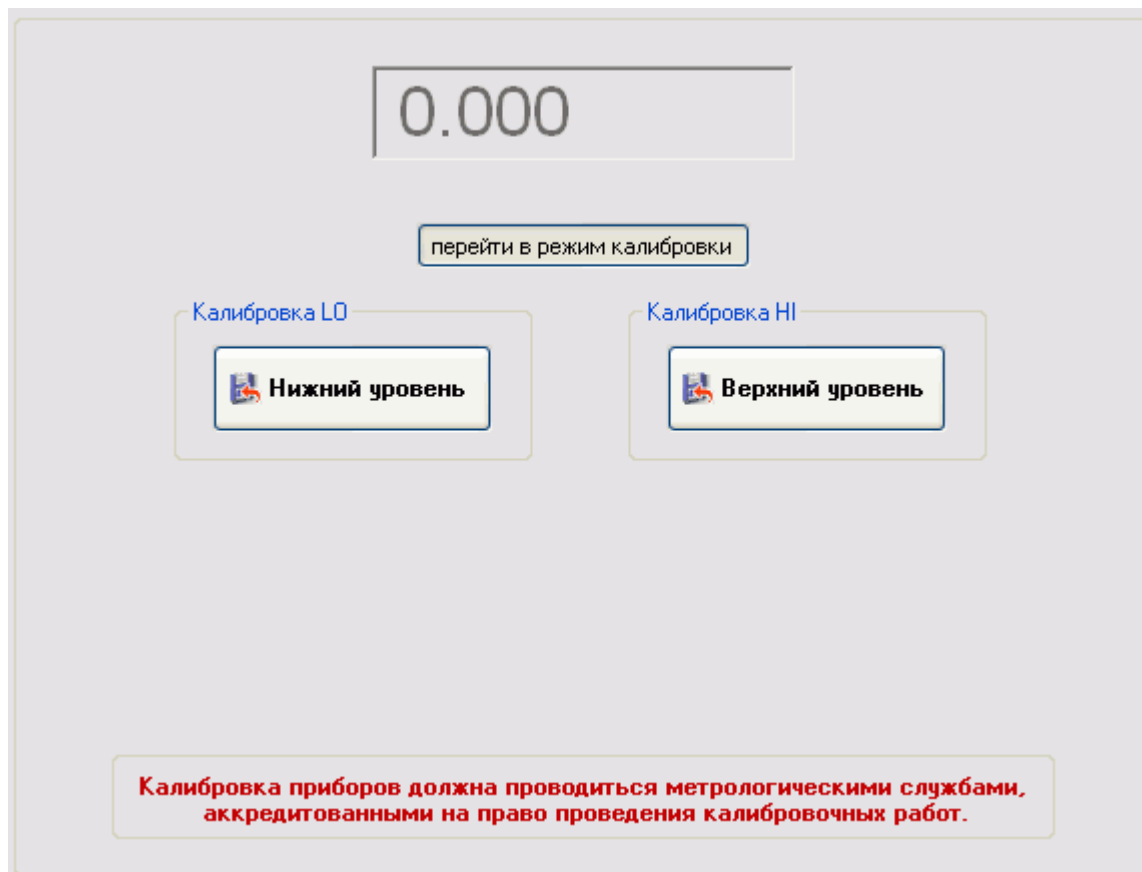 0.000
перейти в режим калибровки
Калибровка LO
Калибровка HI
Нижний уровень
Верхний уровень
Калибровка приборов должна проводиться метрологическими службами,
аккредитованными на право проведения калибровочных работ.